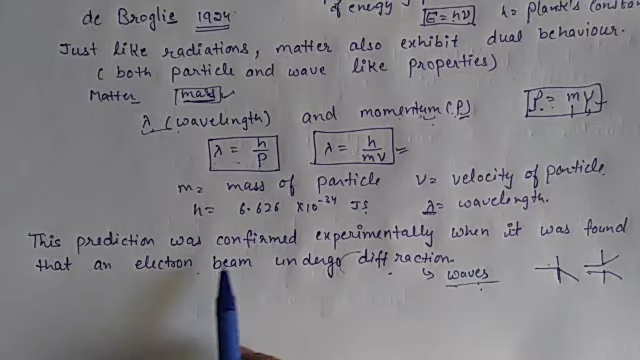 of energy
de Broglie 1924 E = hν h = Planck's Constant
Just like radiations, matter also exhibit dual behaviour.
( both particle and wave like properties)
Matter mass
λ (wavelength) and momentum (P) P = mV
λ = h/P λ = h/mv =
m = mass of particle V = velocity of particle.
h = 6.626 ×10⁻³⁴ JS λ = wavelength.
This prediction was confirmed experimentally when it was found
that an electron beam undergo diffraction.
↳ waves